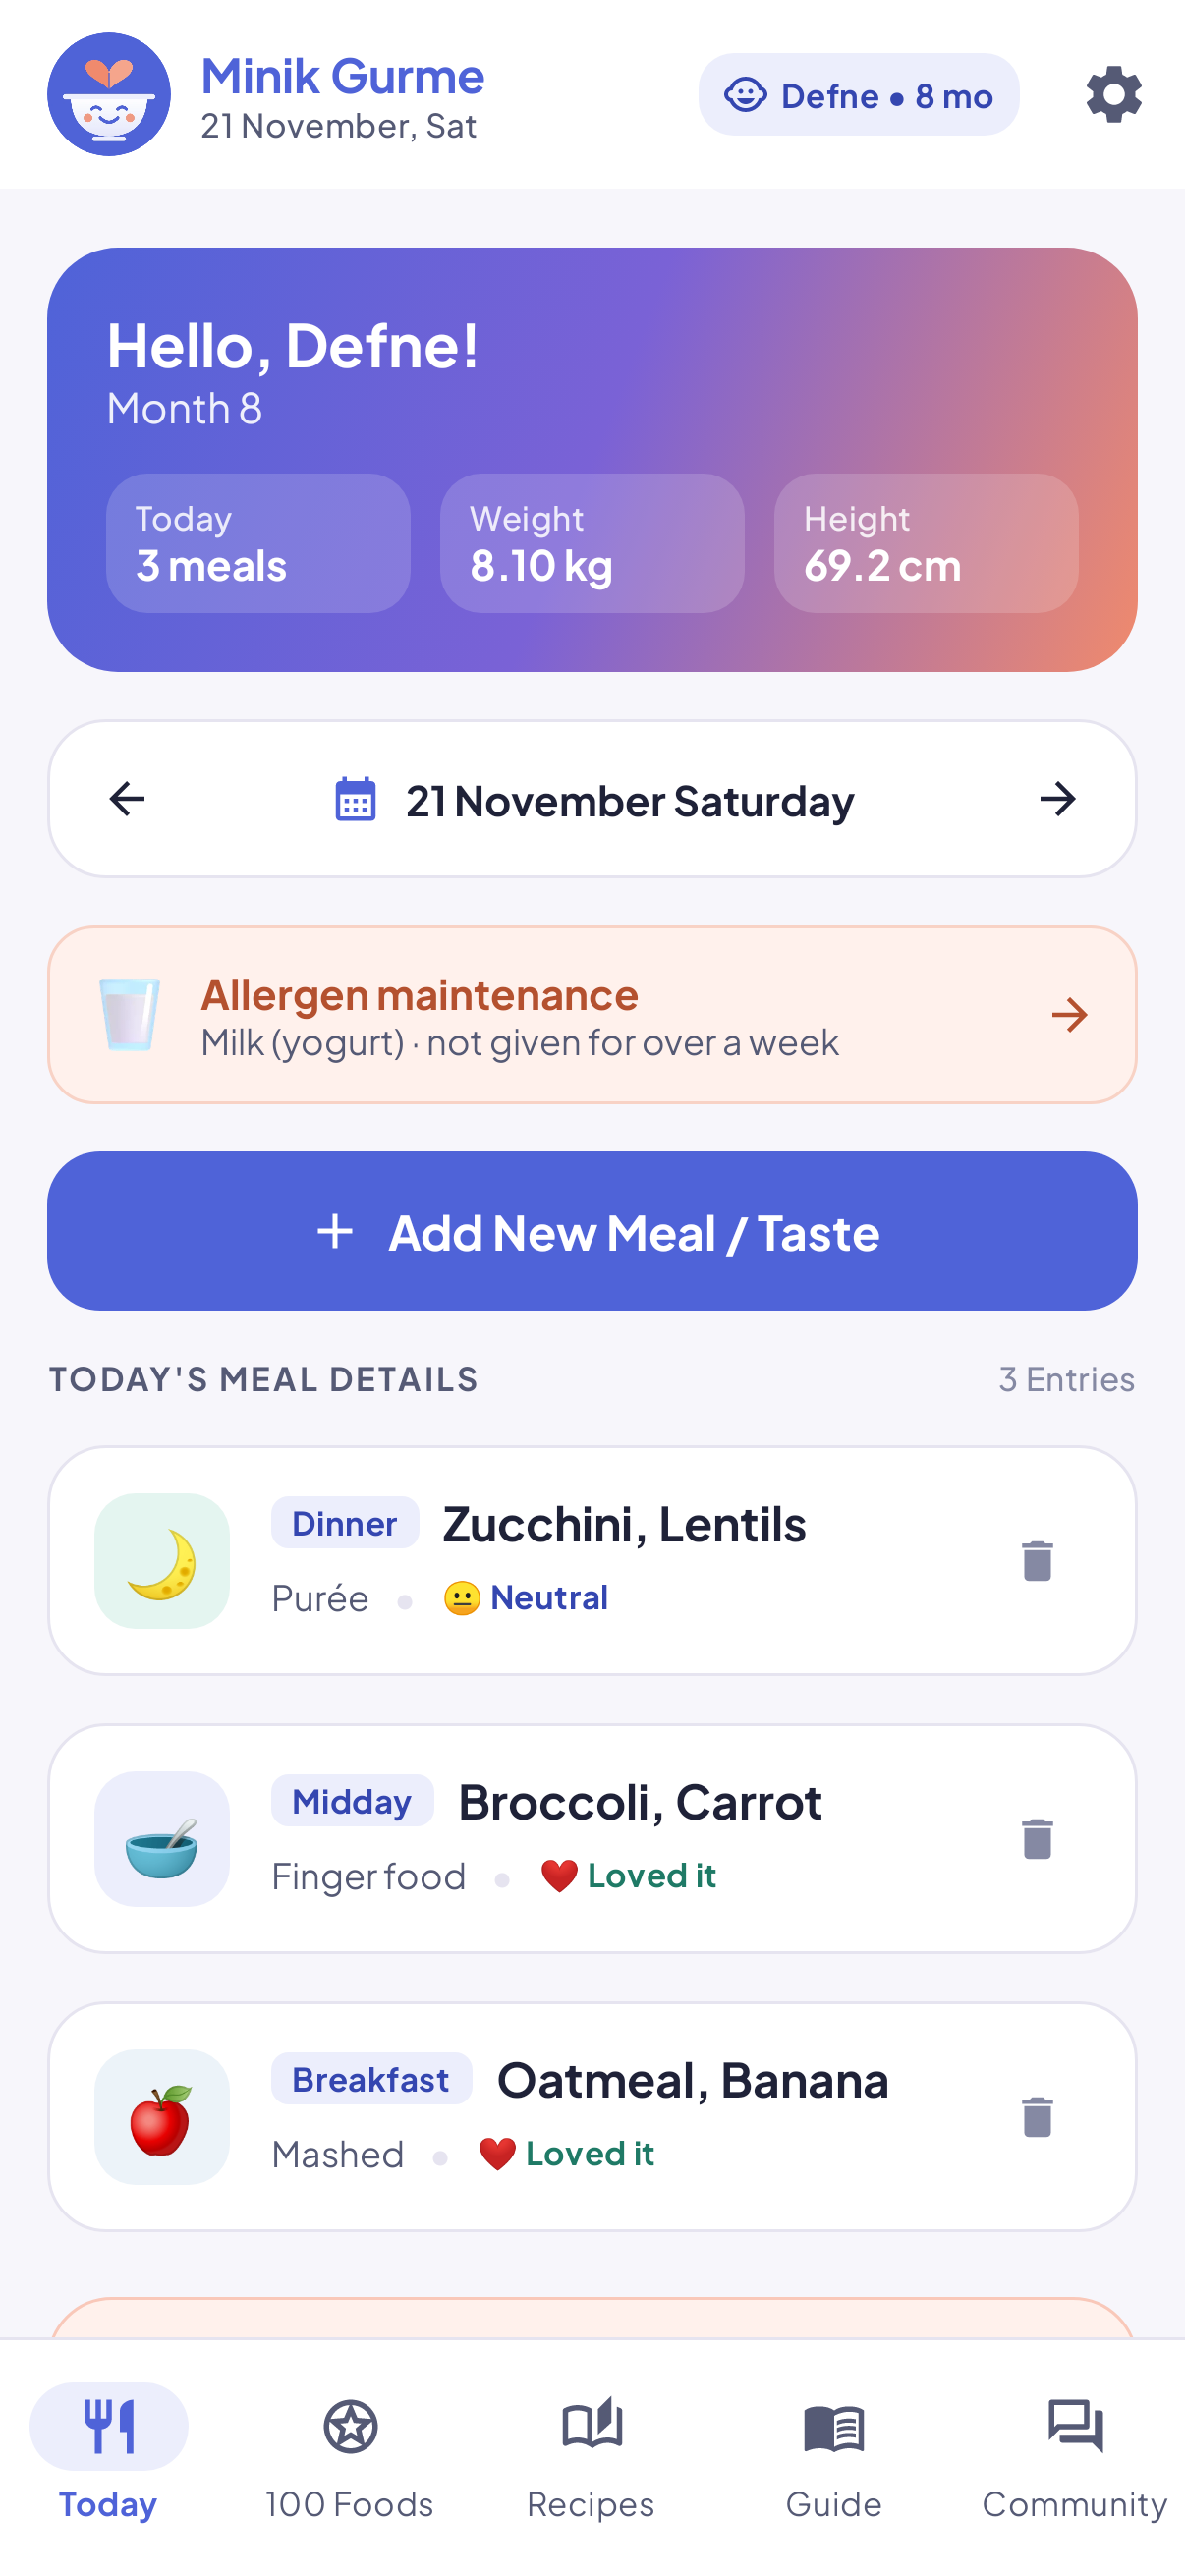 Minik Gurme
21 November, Sat
Defne • 8 mo
Hello, Defne!
Month 8
Today
3 meals
Weight
8.10 kg
Height
69.2 cm
21 November Saturday
Allergen maintenance
Milk (yogurt) · not given for over a week
+ Add New Meal / Taste
TODAY'S MEAL DETAILS
3 Entries
Dinner
Zucchini, Lentils
Purée
Neutral
Midday
Broccoli, Carrot
Finger food
Loved it
Breakfast
Oatmeal, Banana
Mashed
Loved it
Today
100 Foods
Recipes
Guide
Community